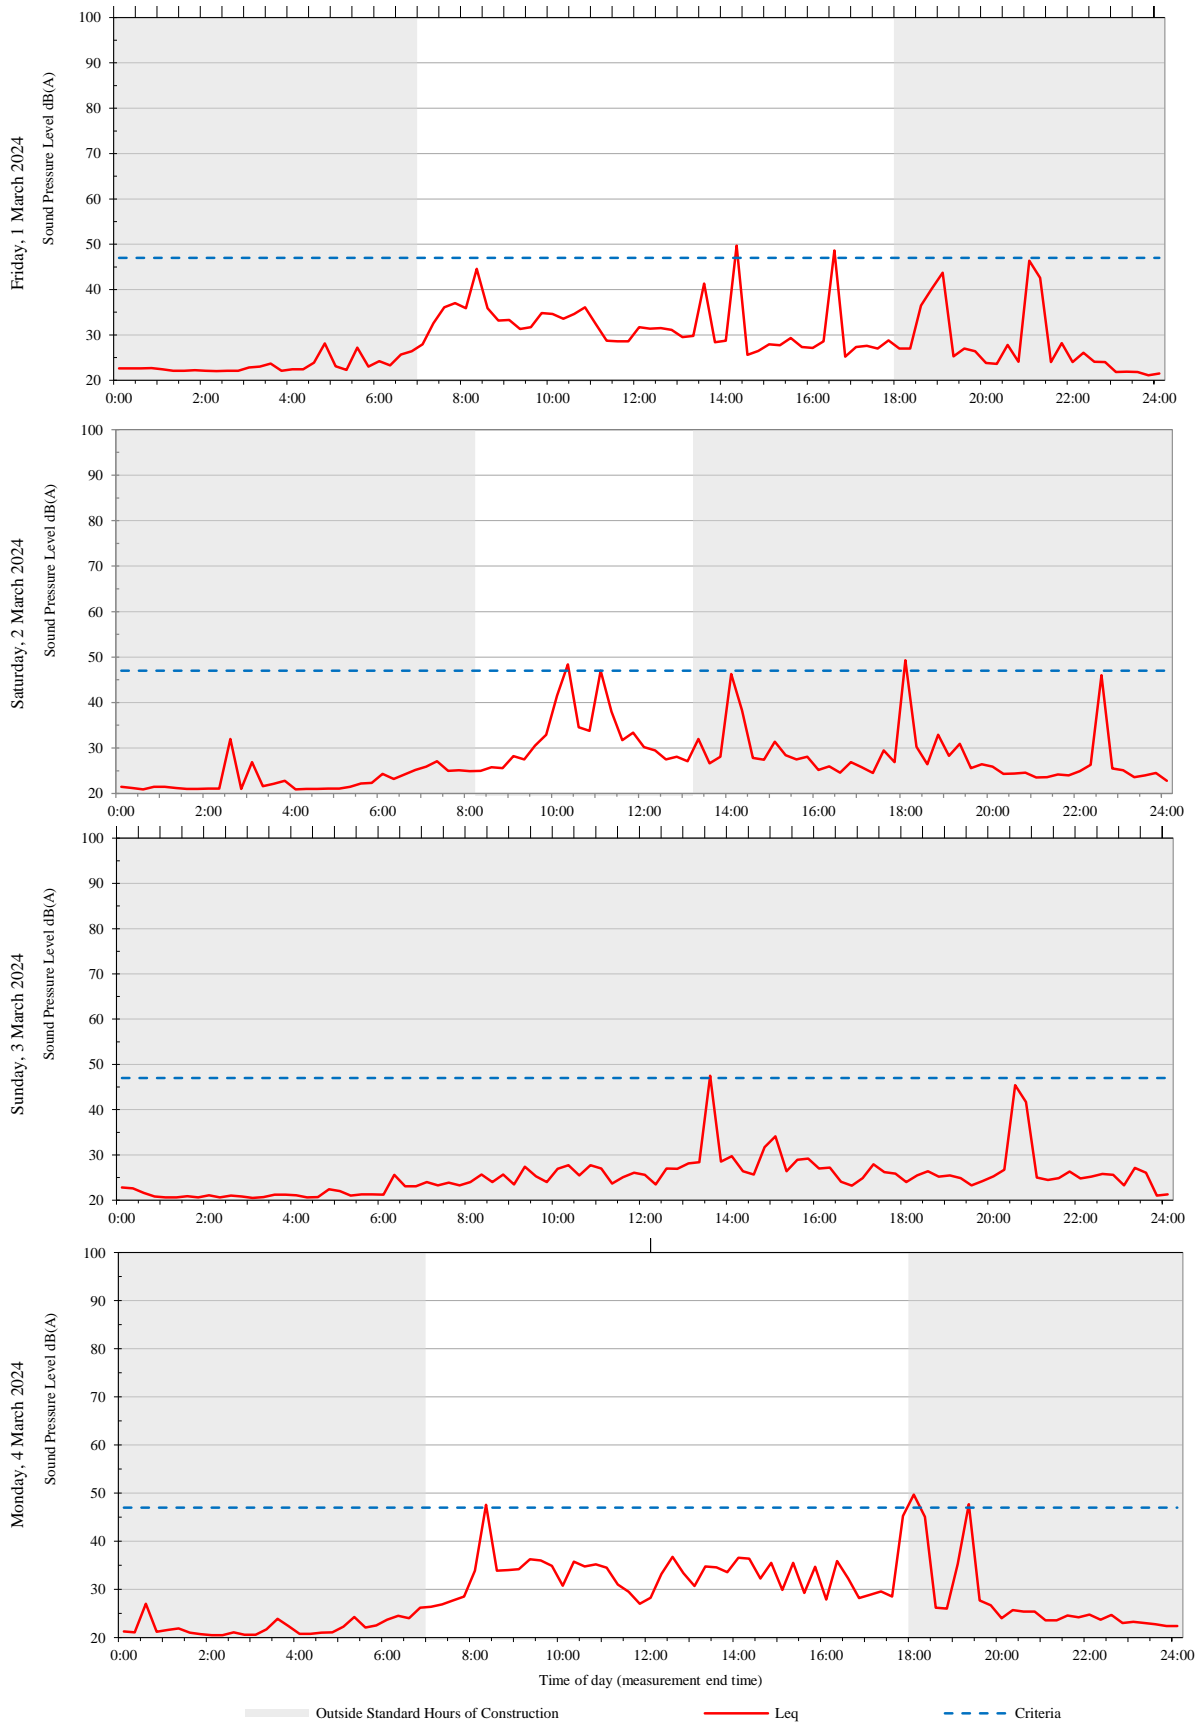 Friday, 1 March 2024
Sound Pressure Level dB(A)
100
90
80
70
60
50
40
30
20
0:00 2:00 4:00 6:00 8:00 10:00 12:00 14:00 16:00 18:00 20:00 22:00 24:00
Saturday, 2 March 2024
Sound Pressure Level dB(A)
100
90
80
70
60
50
40
30
20
0:00 2:00 4:00 6:00 8:00 10:00 12:00 14:00 16:00 18:00 20:00 22:00 24:00
Sunday, 3 March 2024
Sound Pressure Level dB(A)
100
90
80
70
60
50
40
30
20
0:00 2:00 4:00 6:00 8:00 10:00 12:00 14:00 16:00 18:00 20:00 22:00 24:00
Monday, 4 March 2024
Sound Pressure Level dB(A)
100
90
80
70
60
50
40
30
20
0:00 2:00 4:00 6:00 8:00 10:00 12:00 14:00 16:00 18:00 20:00 22:00 24:00
Time of day (measurement end time)
Outside Standard Hours of Construction Leq Criteria